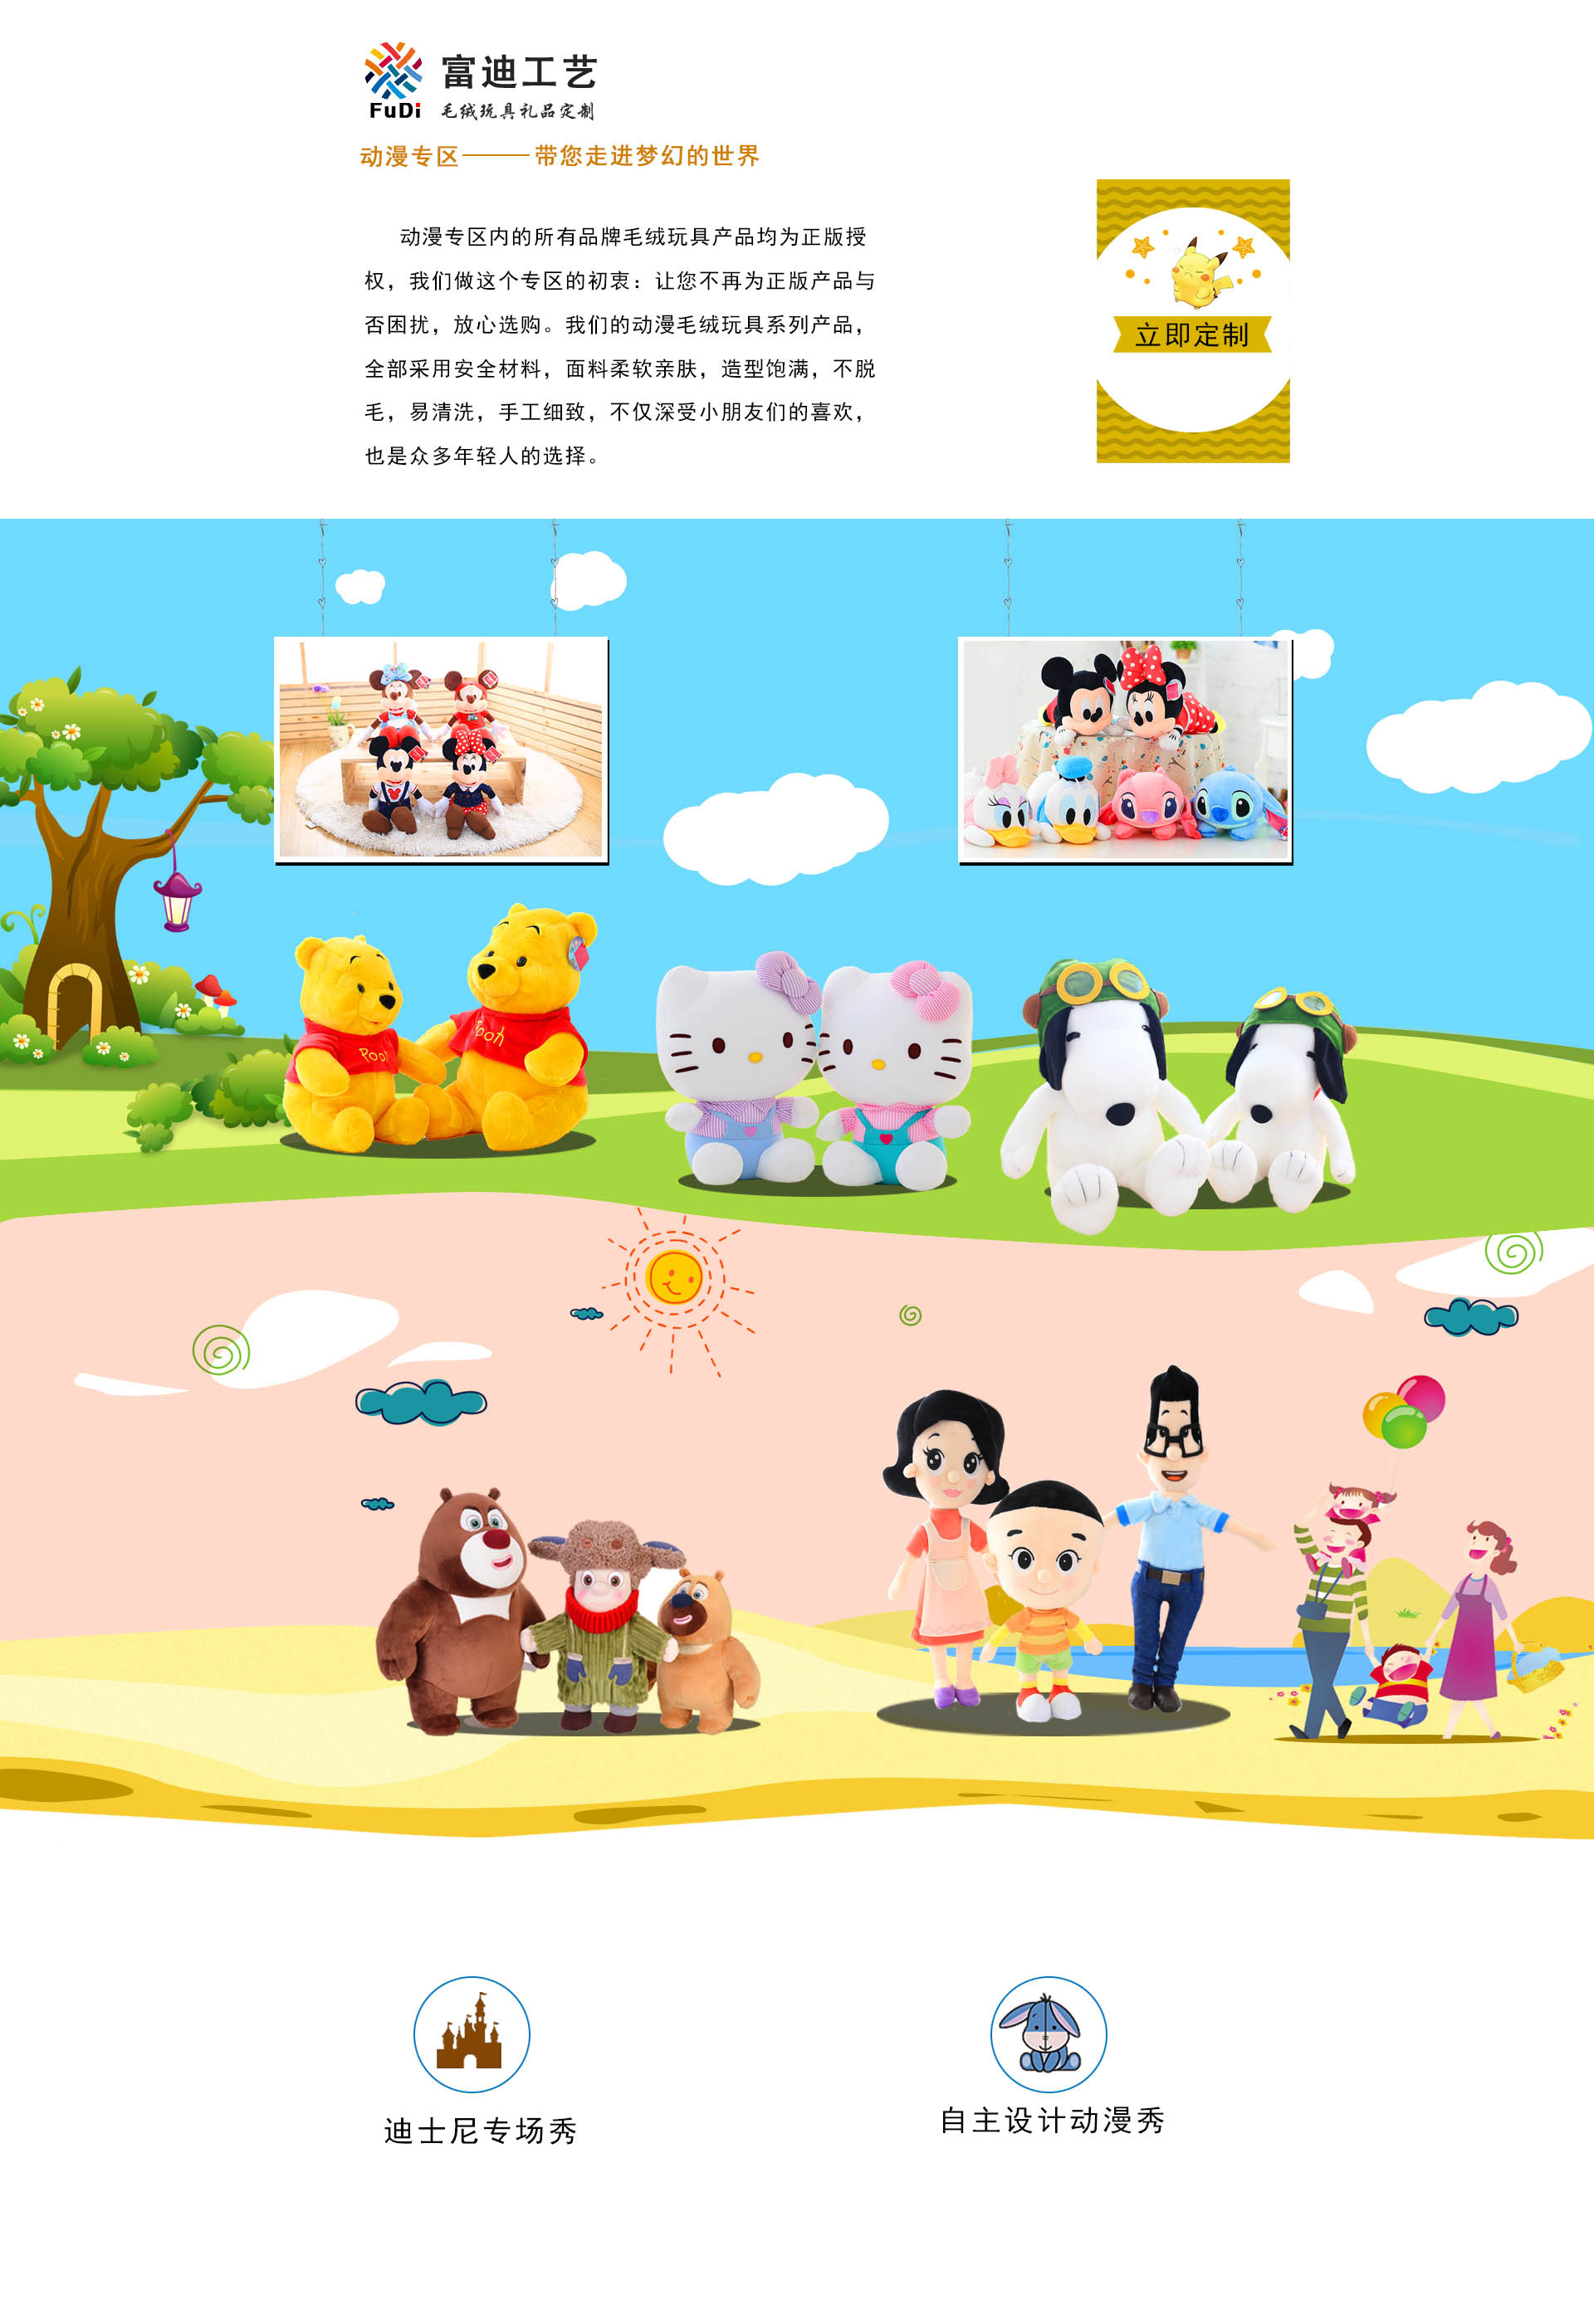 富迪工艺
FuDi
毛绒玩具礼品定制
动漫专区——带您走进梦幻的世界
动漫专区内的所有品牌毛绒玩具产品均为正版授
权，我们做这个专区的初衷：让您不再为正版产品与
否困扰，放心选购。我们的动漫毛绒玩具系列产品，
全部采用安全材料，面料柔软亲肤，造型饱满，不脱
毛，易清洗，手工细致，不仅深受小朋友们的喜欢，
也是众多年轻人的选择。
立即定制
Pooh
Pooh
迪士尼专场秀
自主设计动漫秀